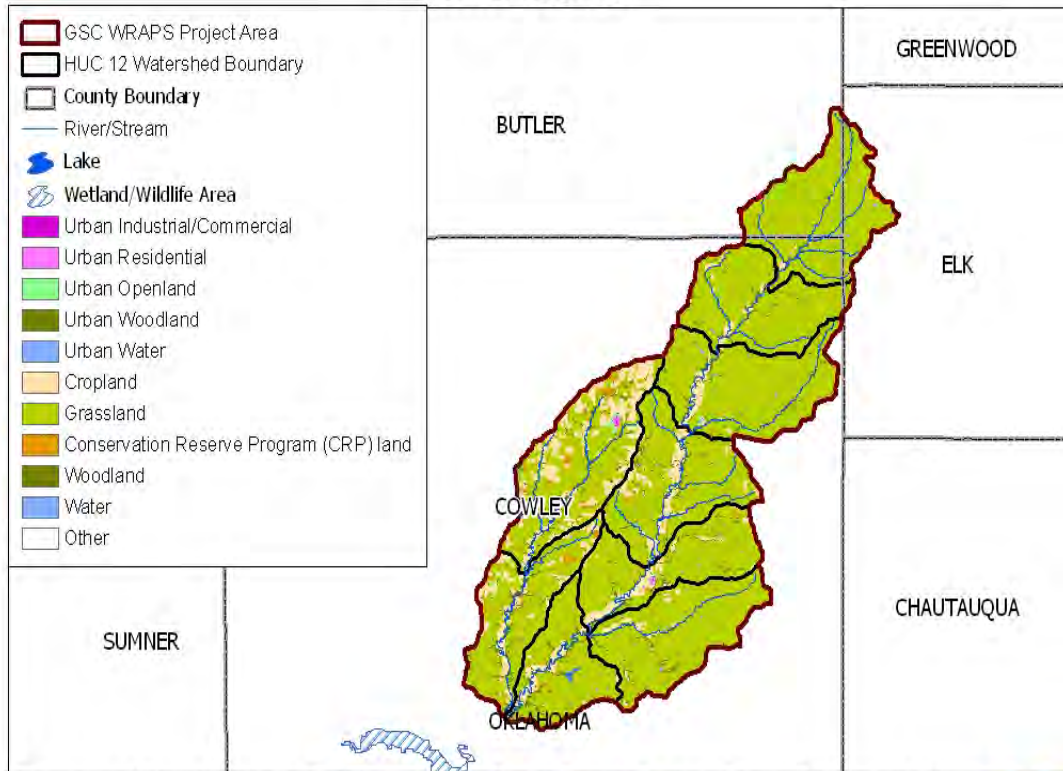 GSC WRAPS Project Area
HUC 12 Watershed Boundary
County Boundary
River/Stream
Lake
Wetland/Wildlife Area
Urban Industrial/Commercial
Urban Residential
Urban Openland
Urban Woodland
Urban Water
Cropland
Grassland
Conservation Reserve Program (CRP) land
Woodland
Water
Other
GREENWOOD
BUTLER
ELK
COWLEY
CHAUTAUQUA
SUMNER
OKLAHOMA